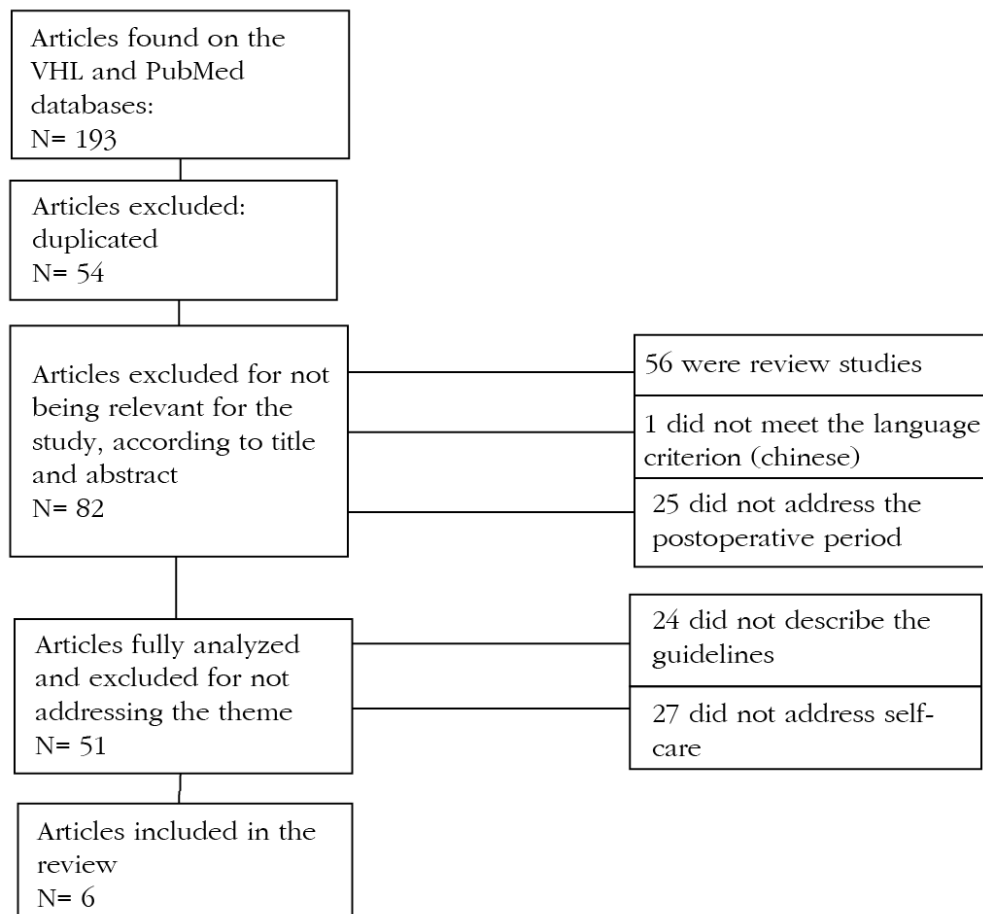 Articles found on the
VHL and PubMed
databases:
N= 193
Articles excluded:
duplicated
N= 54
Articles excluded for not
being relevant for the
study, according to title
and abstract
N= 82
56 were review studies
1 did not meet the language
criterion (chinese)
25 did not address the
postoperative period
Articles fully analyzed
and excluded for not
addressing the theme
N= 51
24 did not describe the
guidelines
27 did not address self-
care
Articles included in the
review
N= 6